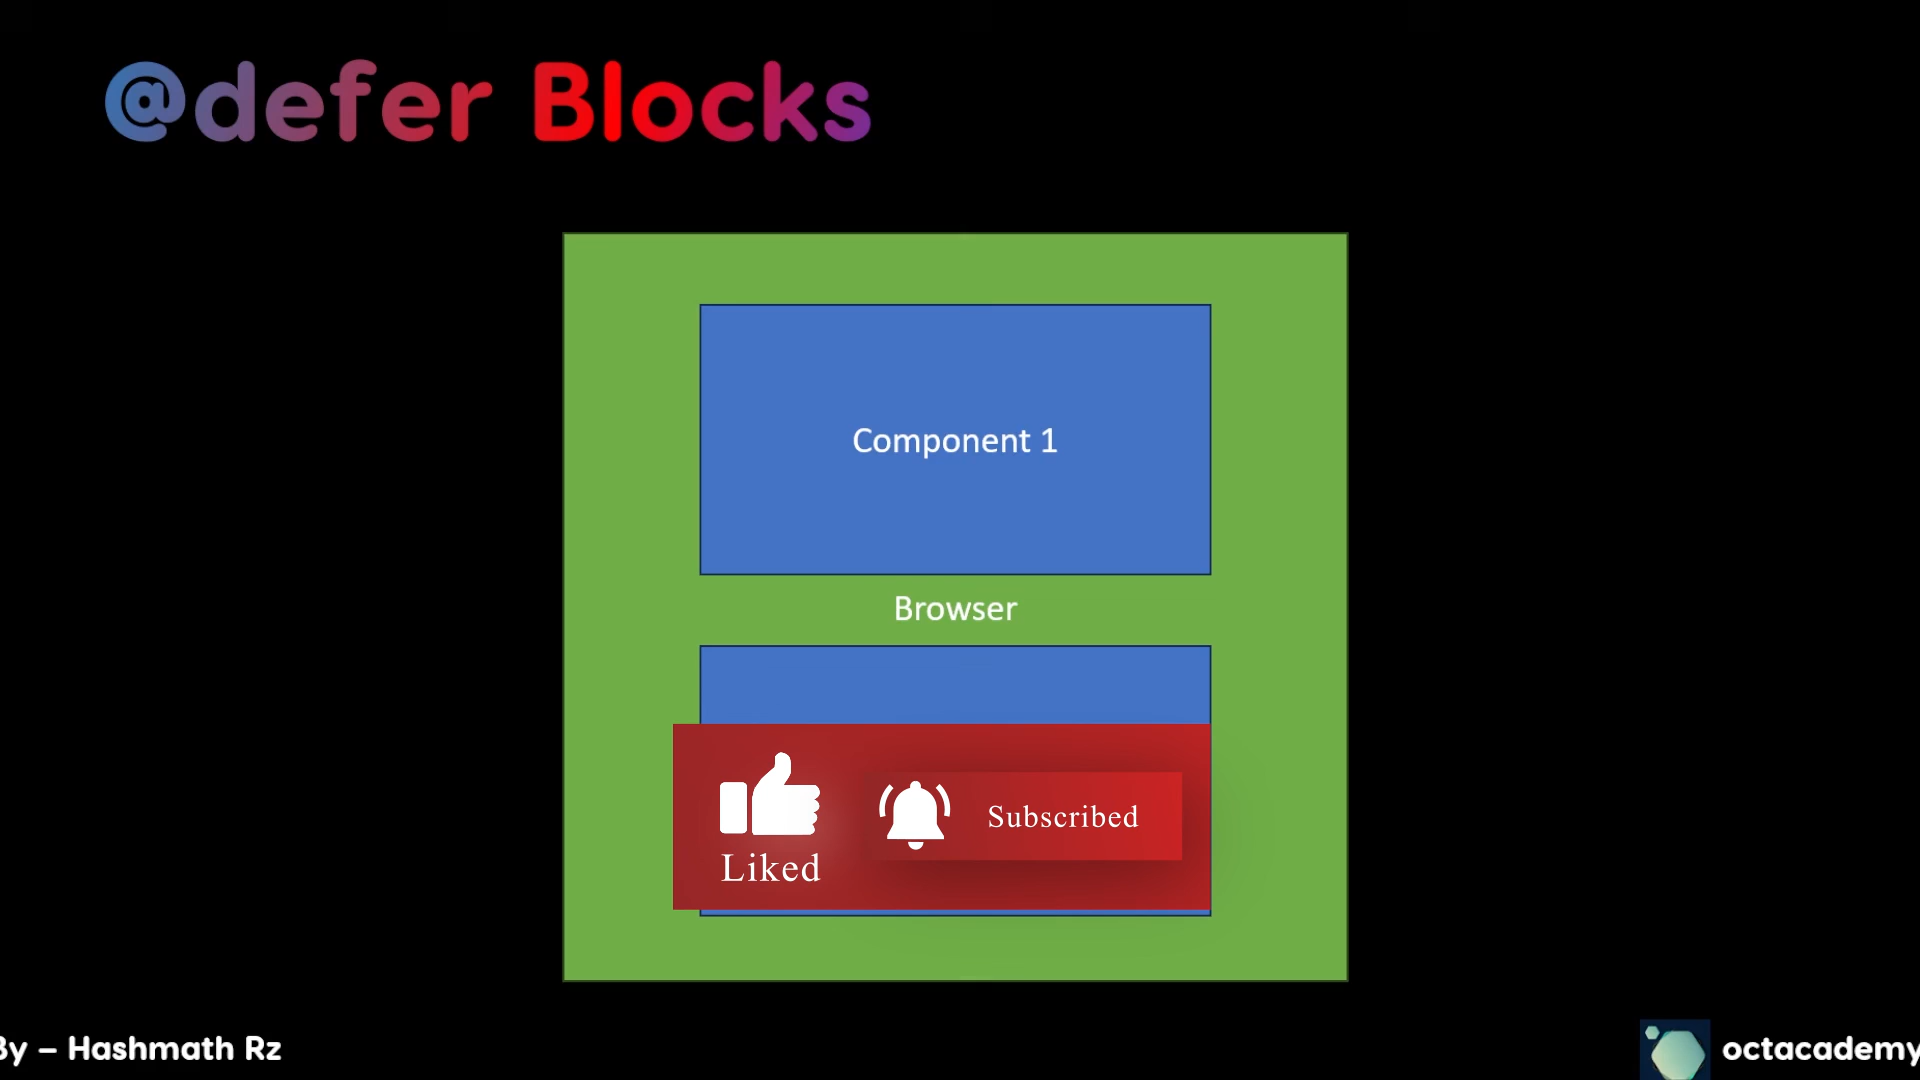 @defer Blocks
Component 1
Browser
Liked
Subscribed
By – Hashmath Rz
octacademy